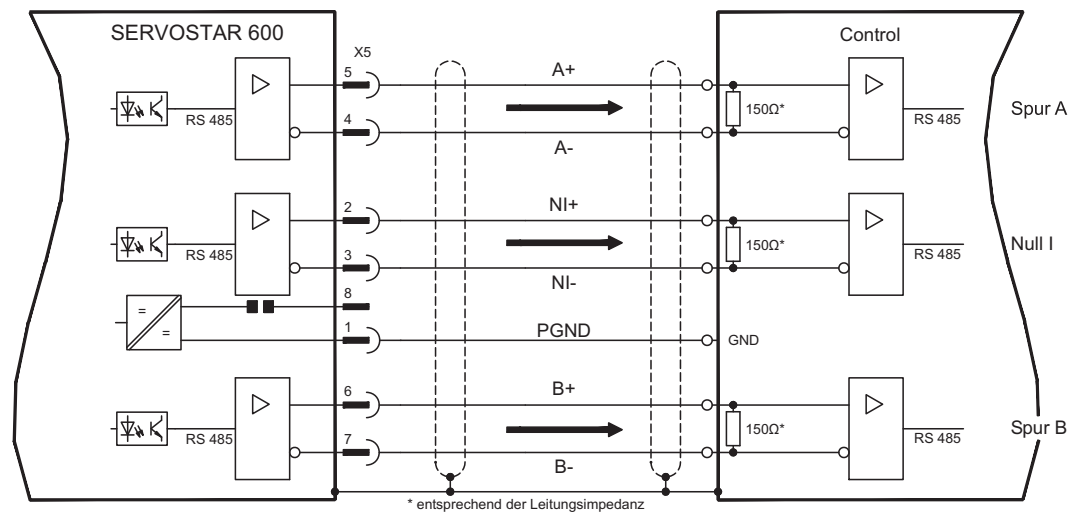 SERVOSTAR 600
X5
Control
5
A+
RS 485
150Ω*
RS 485
Spur A
4
A-
2
NI+
RS 485
150Ω*
RS 485
Null I
3
NI-
8
=
=
1
PGND
GND
6
B+
RS 485
150Ω*
RS 485
Spur B
7
B-
* entsprechend der Leitungsimpedanz